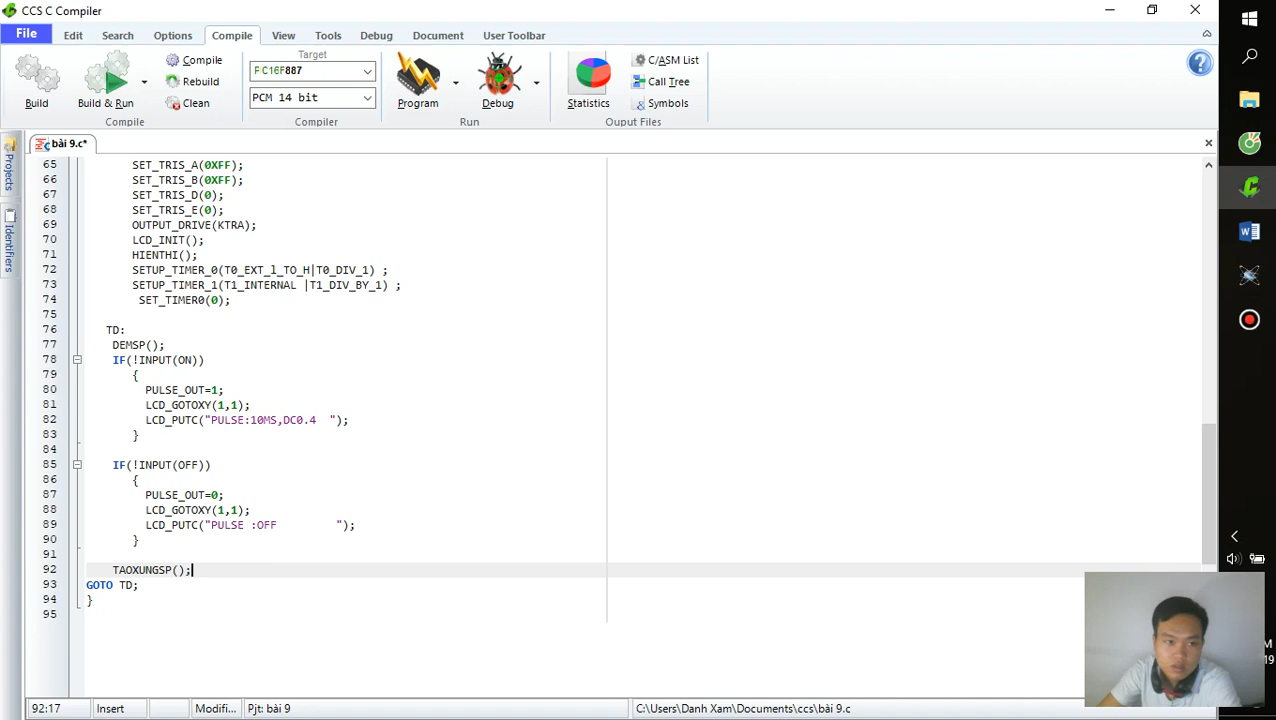 CCS C Compiler
File Edit Search Options Compile View Tools Debug Document User Toolbar
Build
Build & Run
Compile
Rebuild
Clean
Compile
Target
PIC16F887
PCM 14 bit
Compiler
Program
Debug
Run
Statistics
C/ASM List
Call Tree
Symbols
Ouput Files
Projects
Identifiers
bài 9.c*
65 SET_TRIS_A(0XFF);
66 SET_TRIS_B(0XFF);
67 SET_TRIS_D(0);
68 SET_TRIS_E(0);
69 OUTPUT_DRIVE(KTRA);
70 LCD_INIT();
71 HIENTHI();
72 SETUP_TIMER_0(T0_EXT_l_TO_H|T0_DIV_1) ;
73 SETUP_TIMER_1(T1_INTERNAL |T1_DIV_BY_1) ;
74 SET_TIMER0(0);
75
76 TD:
77 DEMSP();
78 IF(!INPUT(ON))
79 {
80 PULSE_OUT=1;
81 LCD_GOTOXY(1,1);
82 LCD_PUTC("PULSE:10MS,DC0.4  ");
83 }
84
85 IF(!INPUT(OFF))
86 {
87 PULSE_OUT=0;
88 LCD_GOTOXY(1,1);
89 LCD_PUTC("PULSE :OFF         ");
90 }
91
92 TAOXUNGSP();
93 GOTO TD;
94 }
95
92:17 Insert Modifi... Pjt: bài 9 C:\Users\Danh Xam\Documents\ccs\bài 9.c